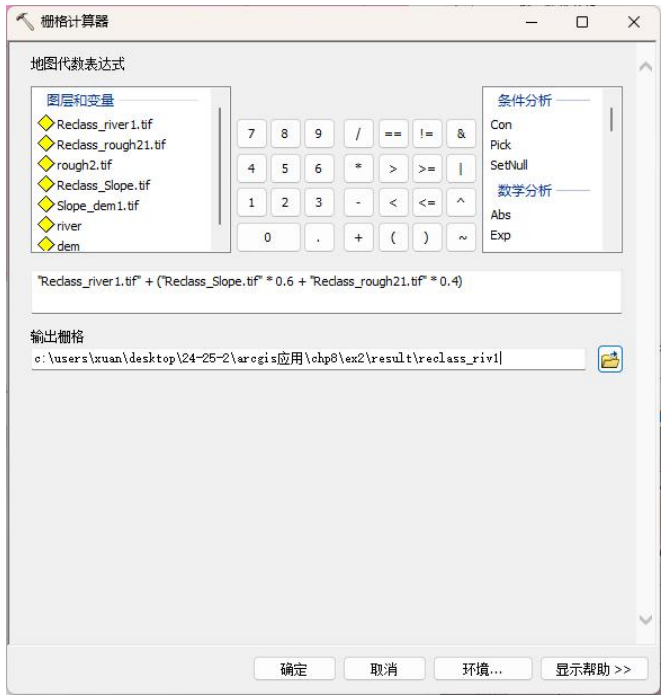 栅格计算器
地图代数表达式
图层和变量
Reclass_river1.tif
Reclass_rough21.tif
rough2.tif
Reclass_Slope.tif
Slope_dem1.tif
river
dem
7 8 9 / == != &
4 5 6 * > >= |
1 2 3 - < <= ^
0 . + ( ) ~
条件分析
Con
Pick
SetNull
数学分析
Abs
Exp
"Reclass_river1.tif" + ("Reclass_Slope.tif" * 0.6 + "Reclass_rough21.tif" * 0.4)
输出栅格
c:\users\xuan\desktop\24-25-2\arcgis应用\chp8\ex2\result\reclass_riv1
确定 取消 环境... 显示帮助 >>